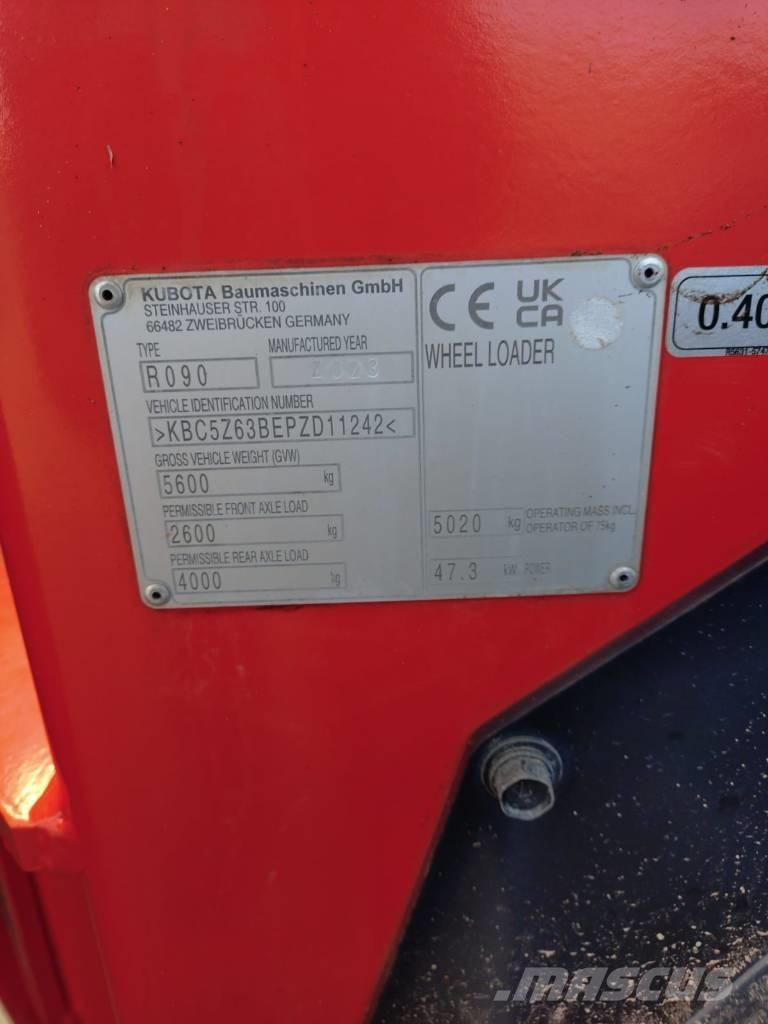 KUBOTA Baumaschinen GmbH
STEINHAUSER STR. 100
66482 ZWEIBRÜCKEN GERMANY
TYPE
R090
MANUFACTURED YEAR
2023
VEHICLE IDENTIFICATION NUMBER
>KBC5Z63BEPZD11242<
GROSS VEHICLE WEIGHT (GVW)
5600 kg
PERMISSIBLE FRONT AXLE LOAD
2600 kg
PERMISSIBLE REAR AXLE LOAD
4000 kg
CE UK
CA
WHEEL LOADER
5020 kg OPERATING MASS INCL.
OPERATOR OF 75kg
47.3 kW POWER
0.40
mascus